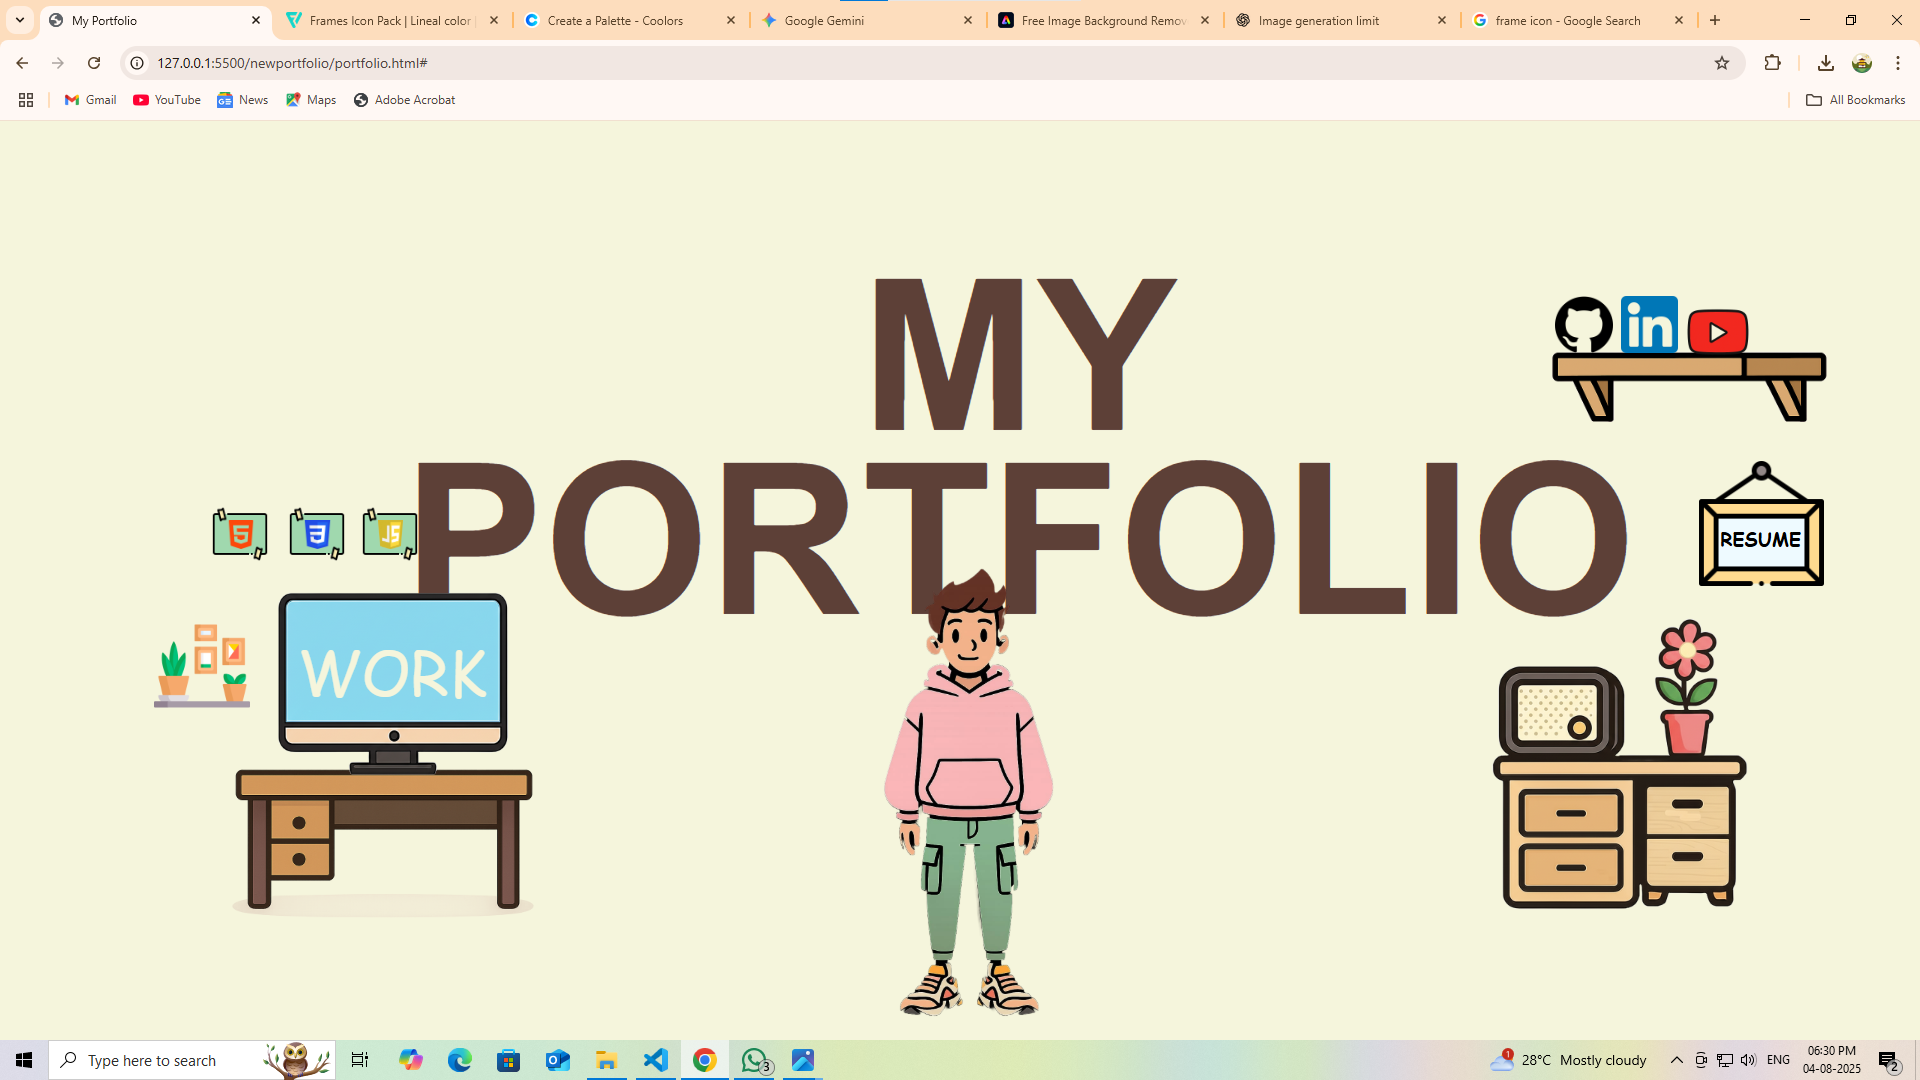 My Portfolio
Frames Icon Pack | Lineal color
Create a Palette - Coolors
Google Gemini
Free Image Background Remov
Image generation limit
frame icon - Google Search
127.0.0.1:5500/newportfolio/portfolio.html#
Gmail
YouTube
News
Maps
Adobe Acrobat
All Bookmarks
MY
PORTFOLIO
in
5
3
JS
RESUME
WORK
Type here to search
3
1
28°C Mostly cloudy
ENG
06:30 PM
04-08-2025
2